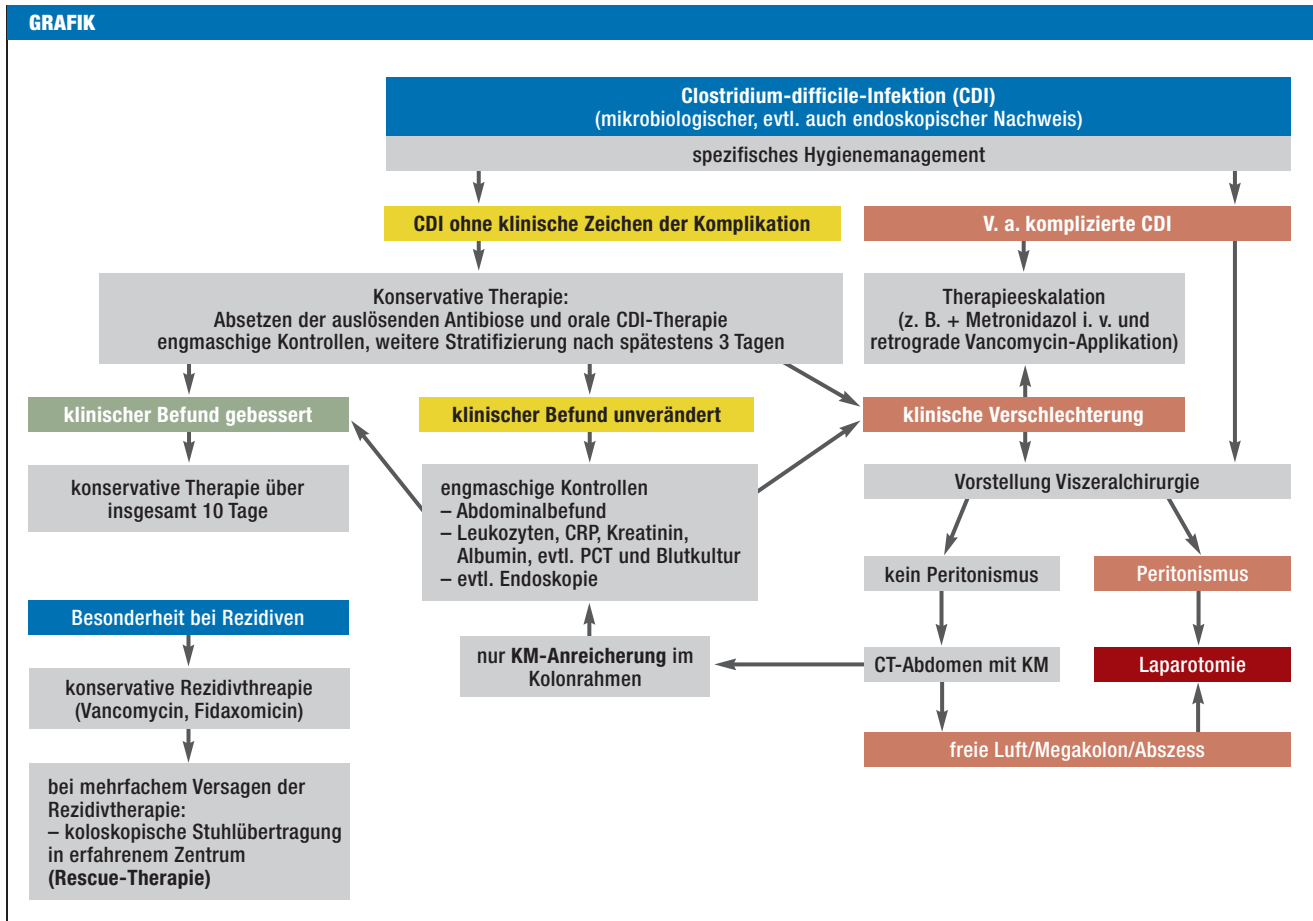 GRAFIK
Clostridium-difficile-Infektion (CDI)
(mikrobiologischer, evtl. auch endoskopischer Nachweis)
spezifisches Hygienemanagement
CDI ohne klinische Zeichen der Komplikation
V. a. komplizierte CDI
Konservative Therapie:
Absetzen der auslösenden Antibiose und orale CDI-Therapie
engmaschige Kontrollen, weitere Stratifizierung nach spätestens 3 Tagen
Therapieeskalation
(z. B. + Metronidazol i. v. und
retrograde Vancomycin-Applikation)
klinischer Befund gebessert
klinischer Befund unverändert
klinische Verschlechterung
konservative Therapie über
insgesamt 10 Tage
engmaschige Kontrollen
– Abdominalbefund
– Leukozyten, CRP, Kreatinin,
Albumin, evtl. PCT und Blutkultur
– evtl. Endoskopie
Vorstellung Viszeralchirurgie
kein Peritonismus
Peritonismus
Besonderheit bei Rezidiven
nur KM-Anreicherung im
Kolonrahmen
CT-Abdomen mit KM
Laparotomie
konservative Rezidivthreapie
(Vancomycin, Fidaxomicin)
freie Luft/Megakolon/Abszess
bei mehrfachem Versagen der
Rezidivtherapie:
– koloskopische Stuhlübertragung
in erfahrenem Zentrum
(Rescue-Therapie)